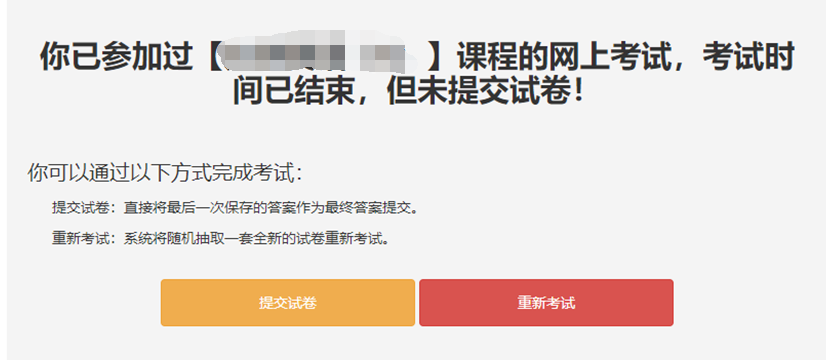 你已参加过【 】课程的网上考试，考试时
间已结束，但未提交试卷！
你可以通过以下方式完成考试：
提交试卷：直接将最后一次保存的答案作为最终答案提交。
重新考试：系统将随机抽取一套全新的试卷重新考试。
提交试卷
重新考试